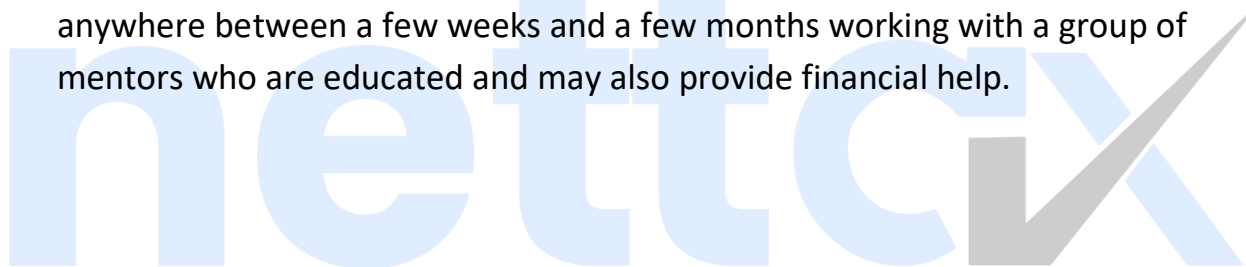 anywhere between a few weeks and a few months working with a group of
mentors who are educated and may also provide financial help.
nettcx